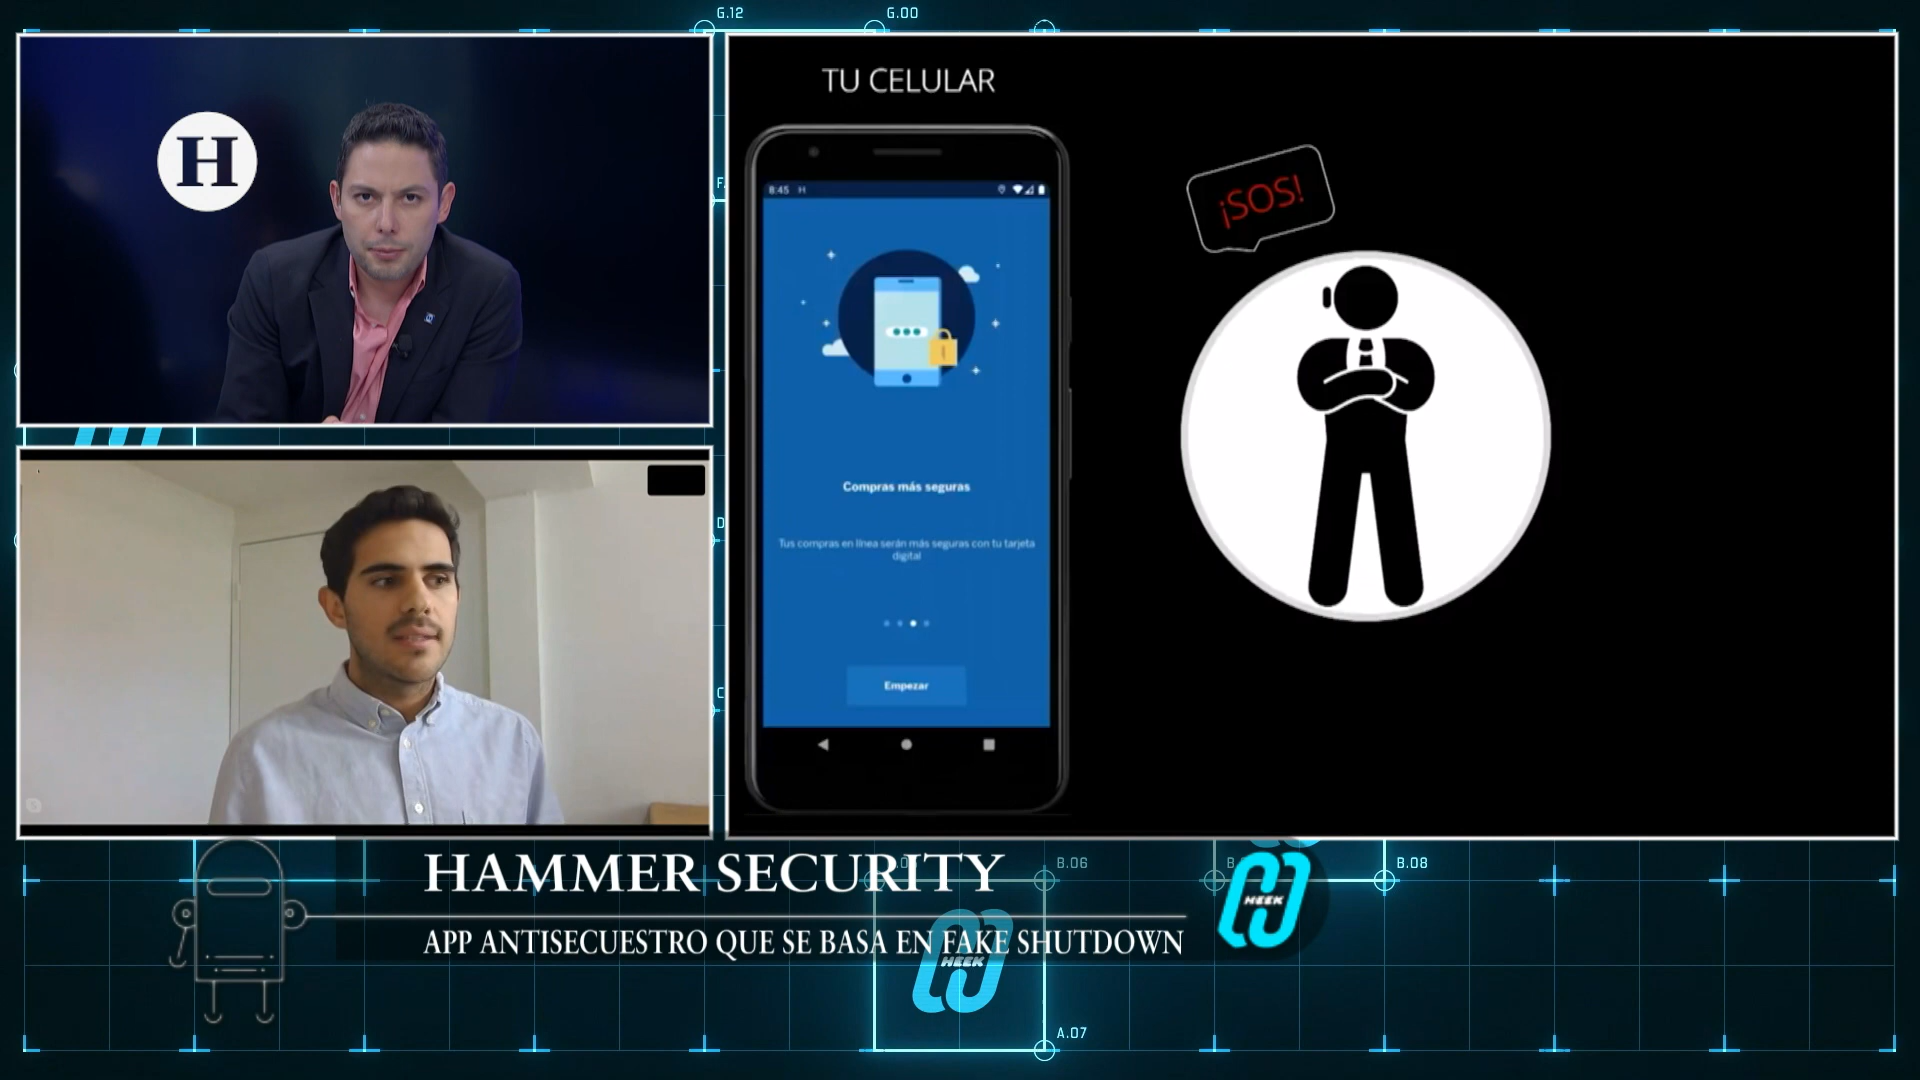 G.12
G.00
H
TU CELULAR
8:45 H
¡SOS!
Compras más seguras
Tus compras en línea serán más seguras con tu tarjeta
digital
Empezar
F
D
C
HAMMER SECURITY
APP ANTISECUESTRO QUE SE BASA EN FAKE SHUTDOWN
B.06
B.08
HEEK
HEEK
A.07